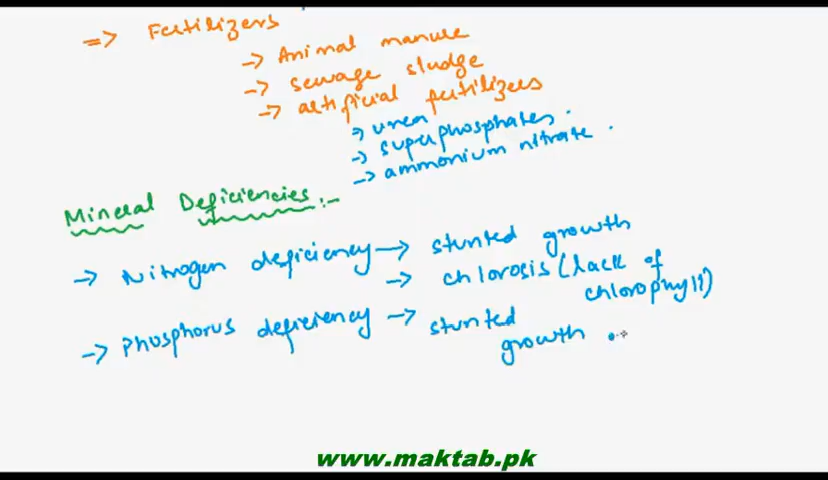 => Fertilizers
-> Animal manure
-> sewage sludge
-> artificial fertilizers
-> urea
-> superphosphates.
-> ammonium nitrate.
Mineral Deficiencies:-
-> Nitrogen deficiency -> stunted growth
-> chlorosis (lack of
chlorophyll)
-> Phosphorus deficiency -> stunted
growth.
www.maktab.pk